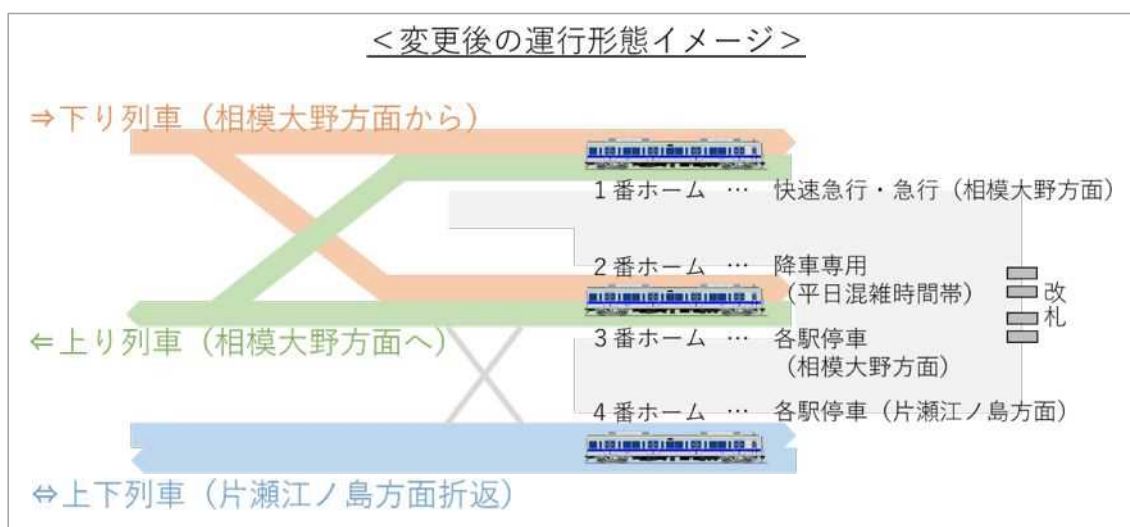 ＜変更後の運行形態イメージ＞
⇒下り列車（相模大野方面から）
1番ホーム … 快速急行・急行（相模大野方面）
2番ホーム … 降車専用
（平日混雑時間帯）
改札
⇐上り列車（相模大野方面へ）
3番ホーム … 各駅停車
（相模大野方面）
4番ホーム … 各駅停車（片瀬江ノ島方面）
⇔上下列車（片瀬江ノ島方面折返）